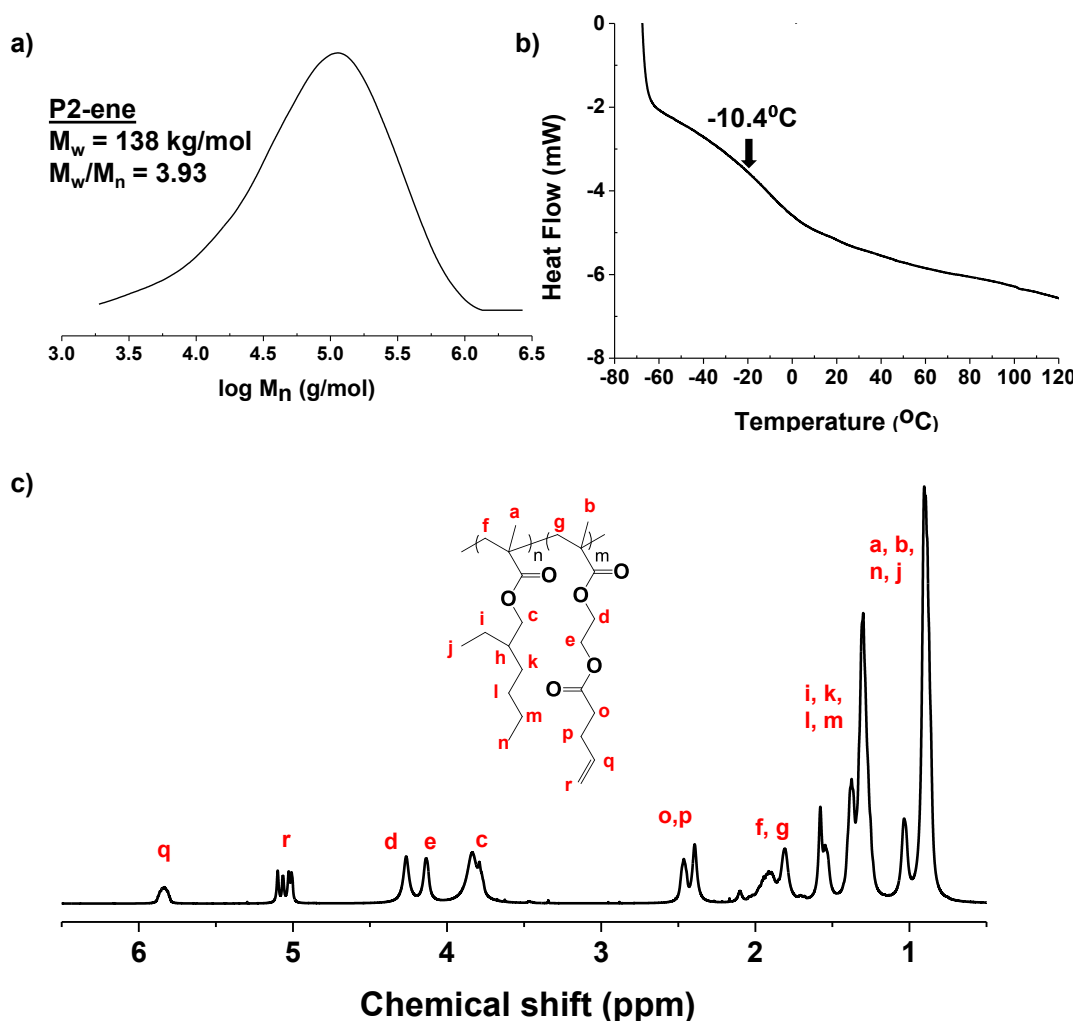 a)
P2-ene
Mw = 138 kg/mol
Mw/Mn = 3.93
3.0 3.5 4.0 4.5 5.0 5.5 6.0 6.5
log Mn (g/mol)
b)
0
-2
-4
-6
-8
Heat Flow (mW)
-10.4⁰C
-80 -60 -40 -20 0 20 40 60 80 100 120
Temperature (⁰C)
c)
a b
f g
n m
O O
O O
i c d
j h k e
O
l O
m o
n p
q
r
q r d e c o,p f, g
i, k,
l, m
a, b,
n, j
6 5 4 3 2 1
Chemical shift (ppm)